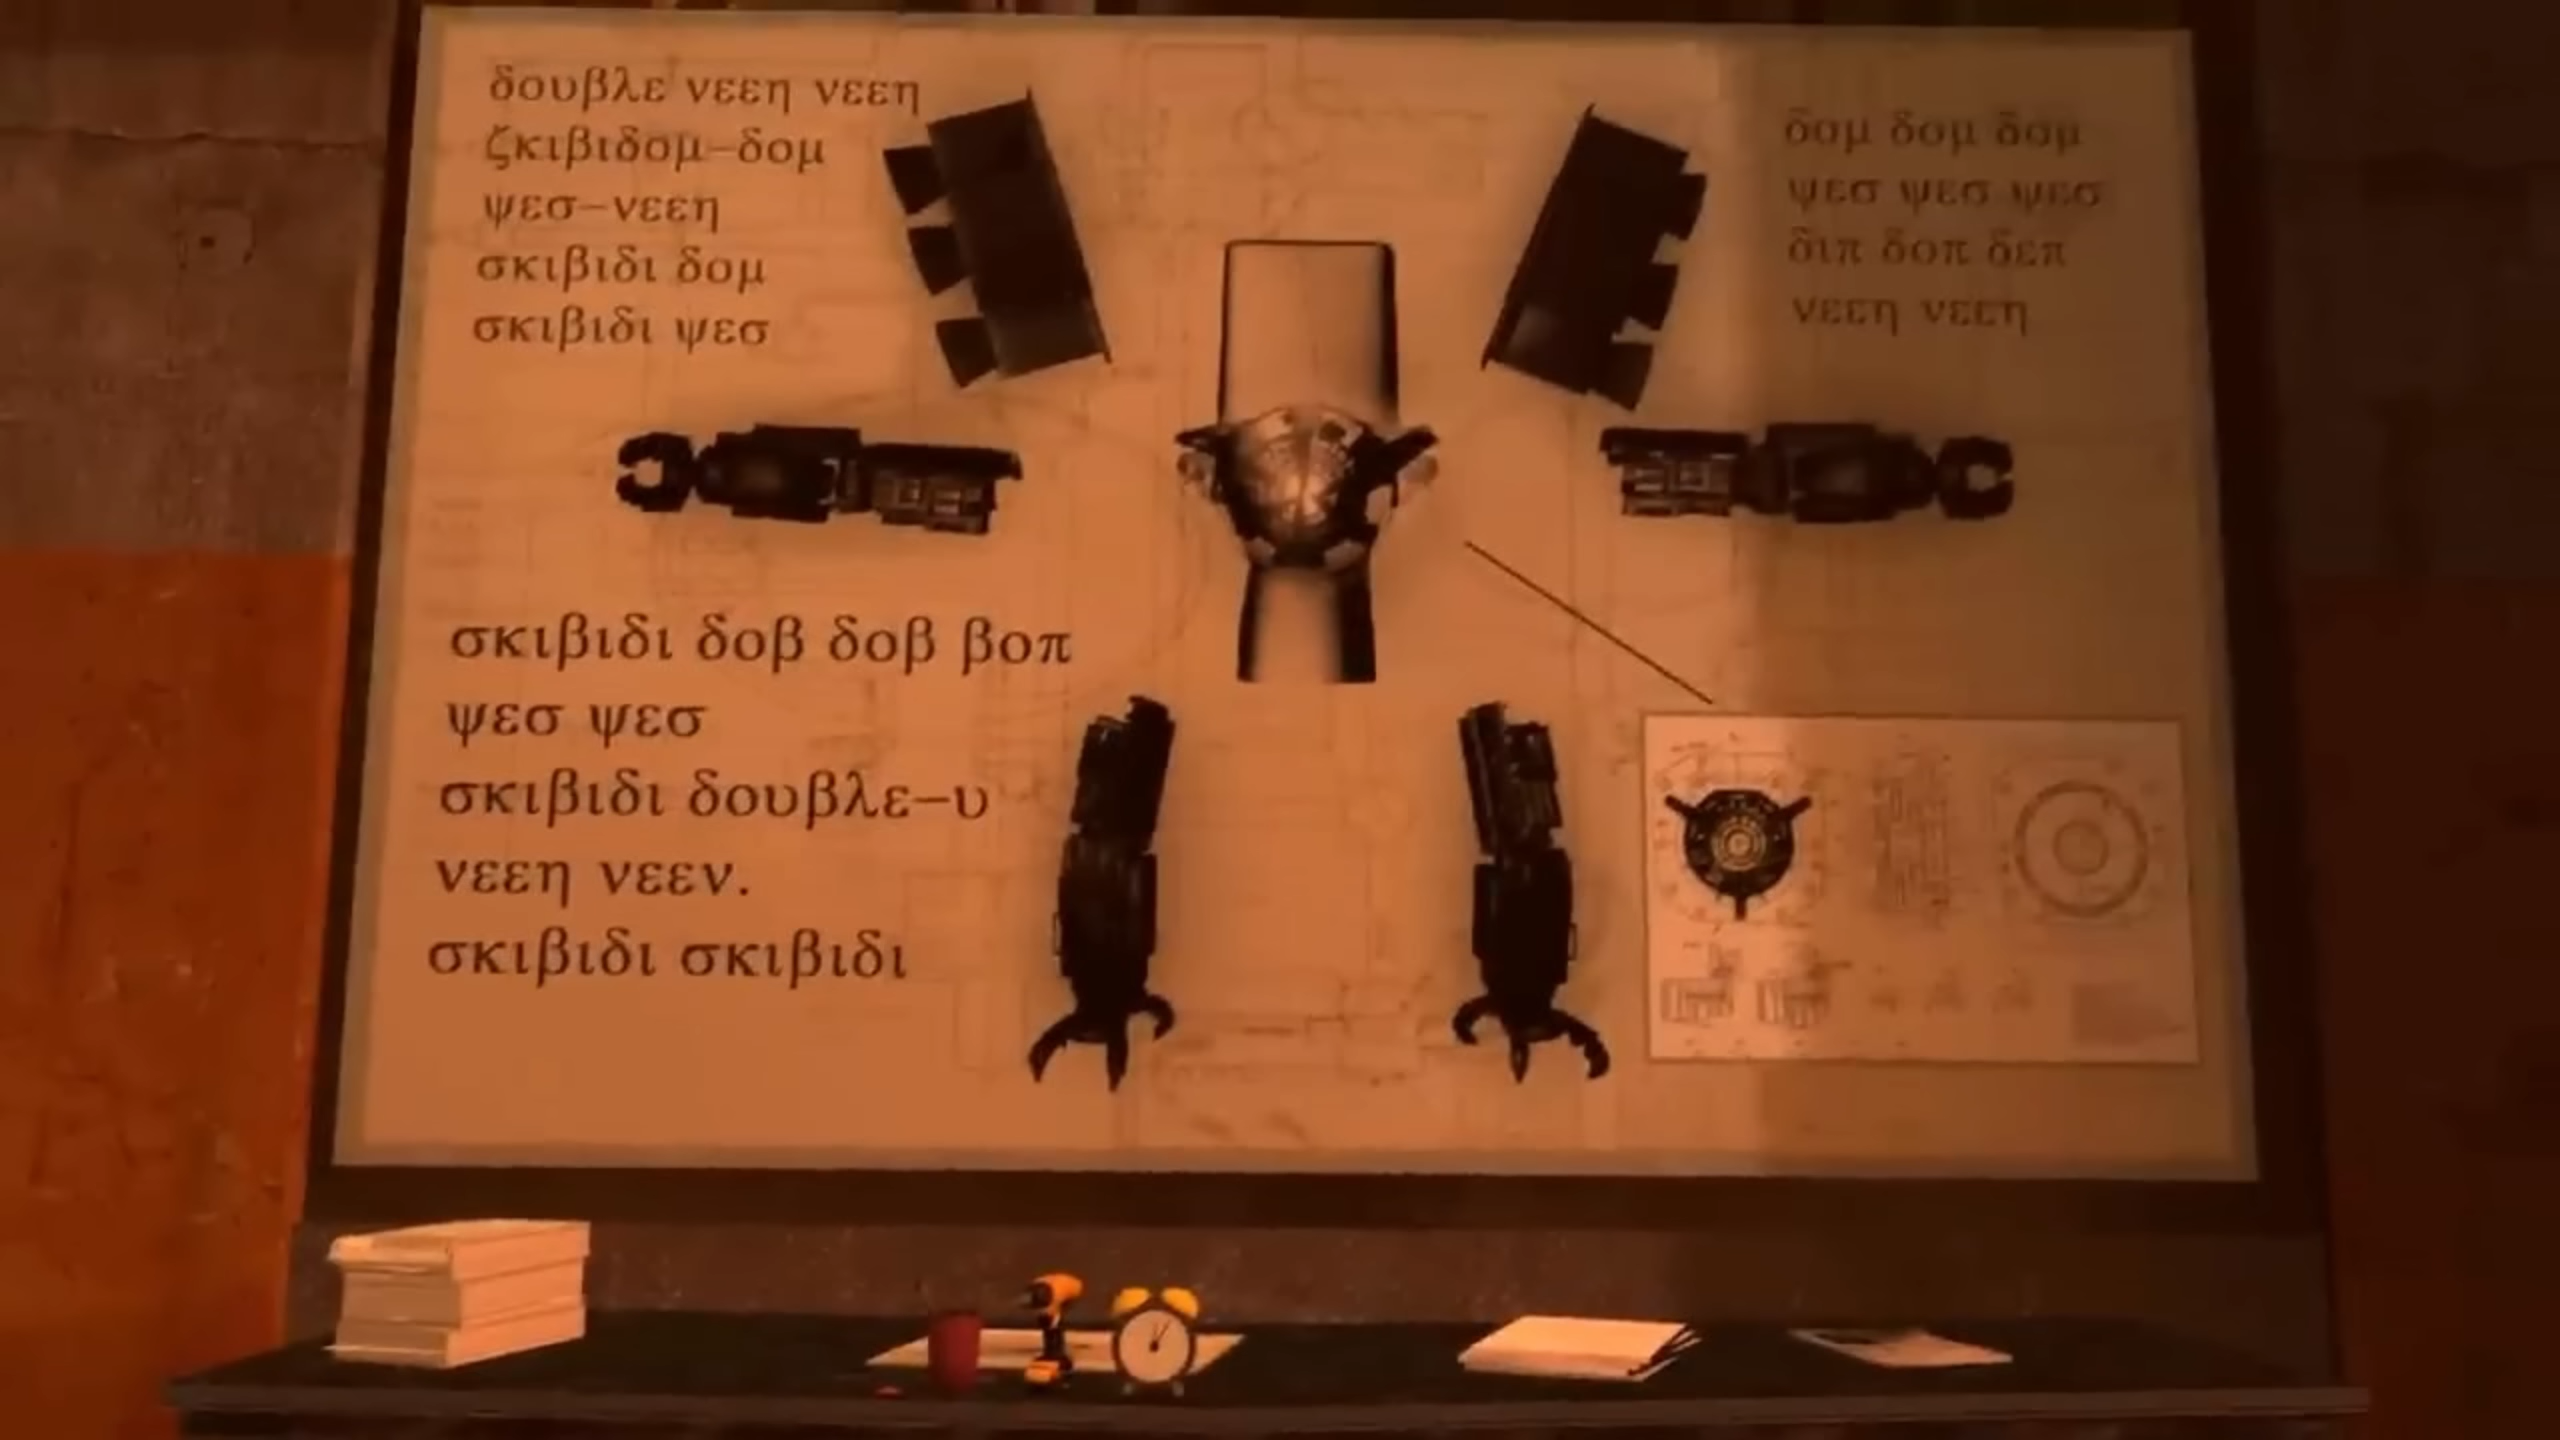 δουβλε νεεη νεεη
ζκιβιδομ–δομ
ψεσ–νεεη
σκιβιδι δομ
σκιβιδι ψεσ
δομ δομ δομ
ψεσ ψεσ ψεσ
διπ δοπ δεπ
νεεη νεεη
σκιβιδι δοβ δοβ βοπ
ψεσ ψεσ
σκιβιδι δουβλε–υ
νεεη νεεν.
σκιβιδι σκιβιδι